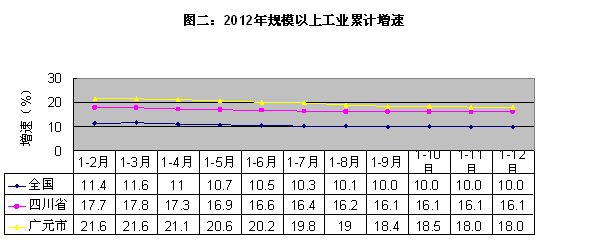 图二：2012年规模以上工业累计增速
增速（%）
30
20
10
0
1-2月 1-3月 1-4月 1-5月 1-6月 1-7月 1-8月 1-9月 1-10月 1-11月 1-12月
全国 11.4 11.6 11 10.7 10.5 10.3 10.1 10.0 10.0 10.0 10.0
四川省 17.7 17.8 17.3 16.9 16.6 16.4 16.2 16.1 16.1 16.1 16.1
广元市 21.6 21.6 21.1 20.6 20.2 19.8 19 18.4 18.5 18.0 18.0